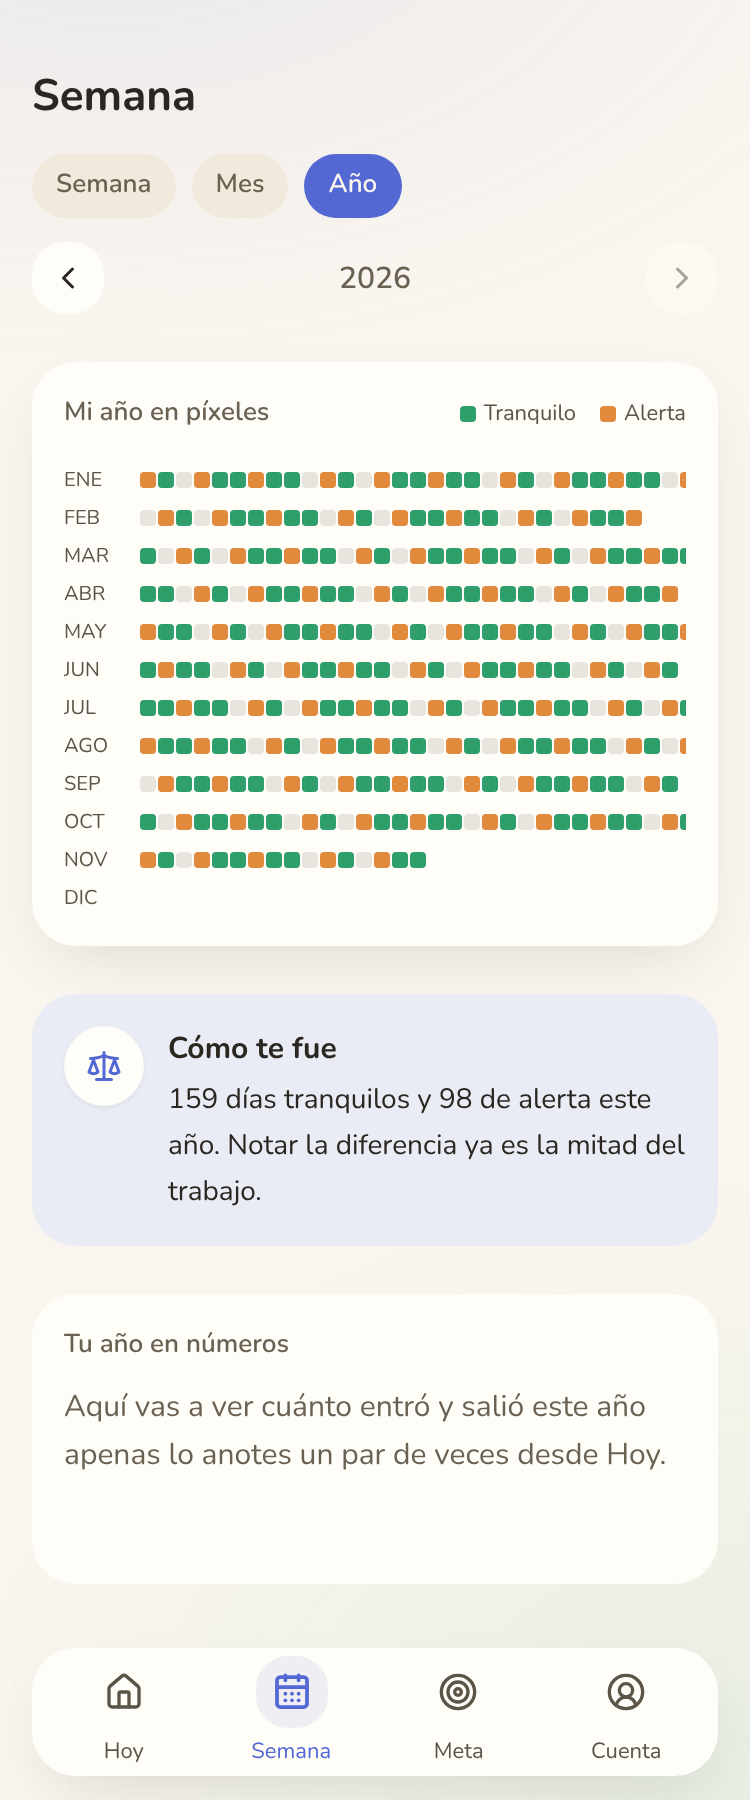 Semana
Semana Mes Año
2026
Mi año en píxeles Tranquilo Alerta
ENE
FEB
MAR
ABR
MAY
JUN
JUL
AGO
SEP
OCT
NOV
DIC
Cómo te fue
159 días tranquilos y 98 de alerta este
año. Notar la diferencia ya es la mitad del
trabajo.
Tu año en números
Aquí vas a ver cuánto entró y salió este año
apenas lo anotes un par de veces desde Hoy.
Hoy Semana Meta Cuenta